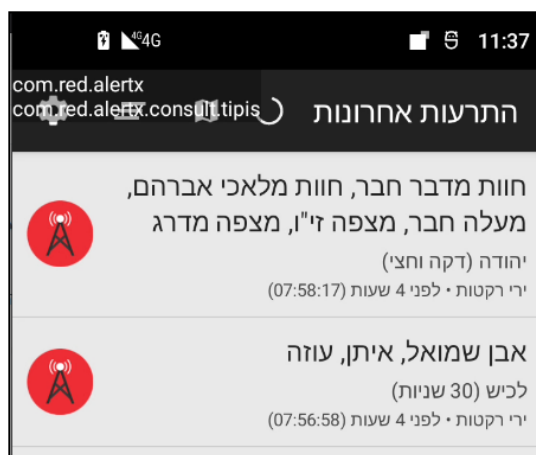 4G 4G 11:37
com.red.alertx
com.red.alertx.consult.tipis
התרעות אחרונות
חוות מדבר חבר, חוות מלאכי אברהם,
מעלה חבר, מצפה זי"ו, מצפה מדרג
יהודה (דקה וחצי)
ירי רקטות • לפני 4 שעות (07:58:17)
אבן שמואל, איתן, עוזה
לכיש (30 שניות)
ירי רקטות • לפני 4 שעות (07:56:58)